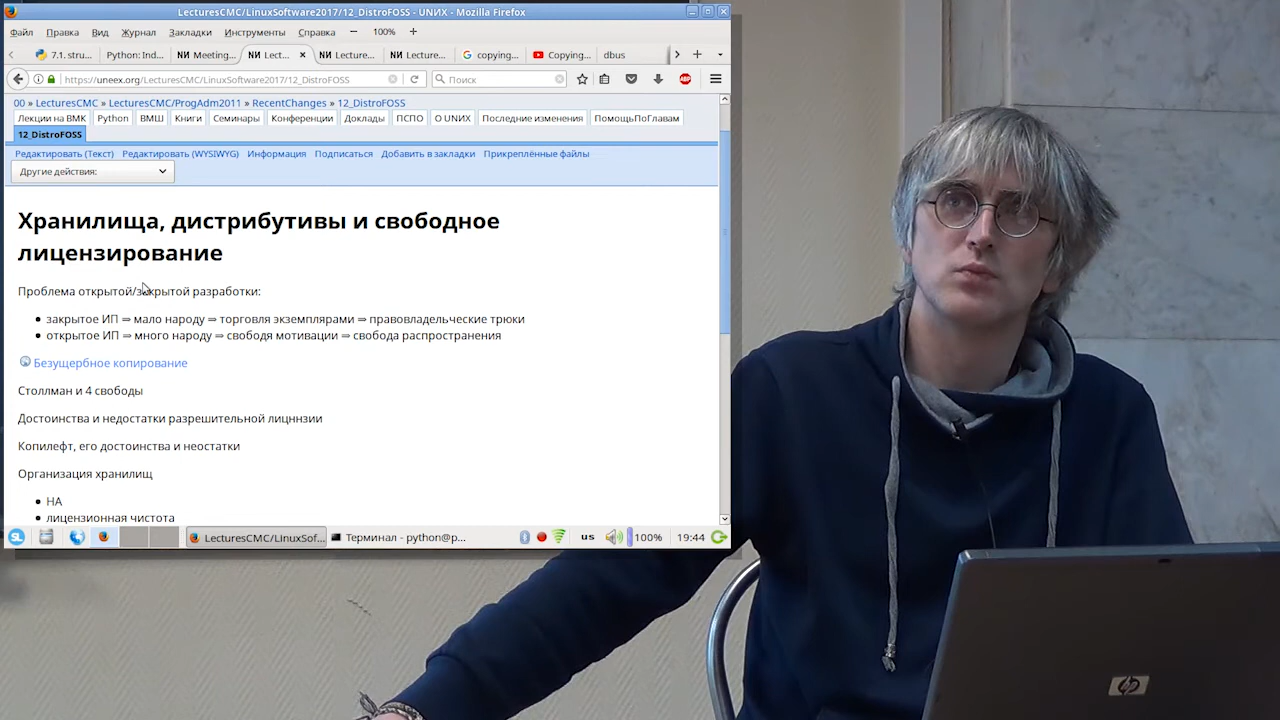 LecturesCMC/LinuxSoftware2017/12_DistroFOSS - UNИX - Mozilla Firefox
Файл Правка Вид Журнал Закладки Инструменты Справка 100% +
7.1. stru... Python: Ind... Meeting... Lect... Lecture... Lecture... copying... Copying... dbus
https://uneex.org/LecturesCMC/LinuxSoftware2017/12_DistroFOSS Поиск ABP
00 » LecturesCMC » LecturesCMC/ProgAdm2011 » RecentChanges » 12_DistroFOSS
Лекции на ВМК Python ВМШ Книги Семинары Конференции Доклады ПСПО О UNИX Последние изменения ПомощьПоГлавам
12_DistroFOSS
Редактировать (Текст) Редактировать (WYSIWYG) Информация Подписаться Добавить в закладки Прикреплённые файлы
Другие действия:
Хранилища, дистрибутивы и свободное
лицензирование
Проблема открытой/закрытой разработки:
• закрытое ИП ⇒ мало народу ⇒ торговля экземплярами ⇒ правовладельческие трюки
• открытое ИП ⇒ много народу ⇒ свободя мотивации ⇒ свобода распространения
Безущербное копирование
Столлман и 4 свободы
Достоинства и недостатки разрешительной лицннзии
Копилефт, его достоинства и неостатки
Организация хранилищ
• НА
• лицензионная чистота
SL LecturesCMC/LinuxSof... Терминал - python@p... us 100% 19:44
hp